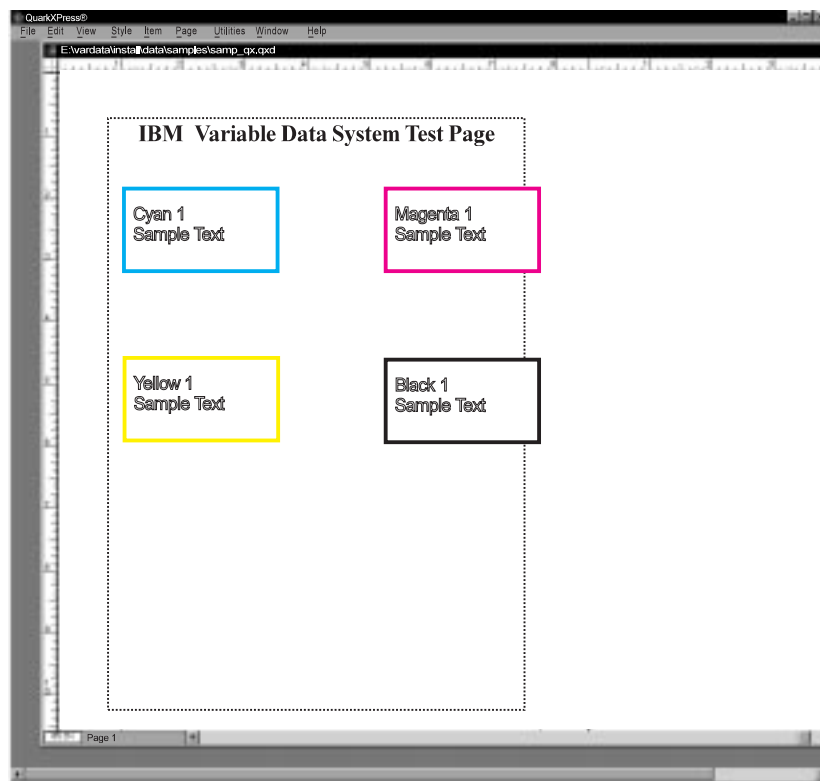 QuarkXPress®
File Edit View Style Item Page Utilities Window Help
E:\vardata\install\data\samples\samp_qx.qxd
IBM Variable Data System Test Page
Cyan 1
Sample Text
Magenta 1
Sample Text
Yellow 1
Sample Text
Black 1
Sample Text
Page 1